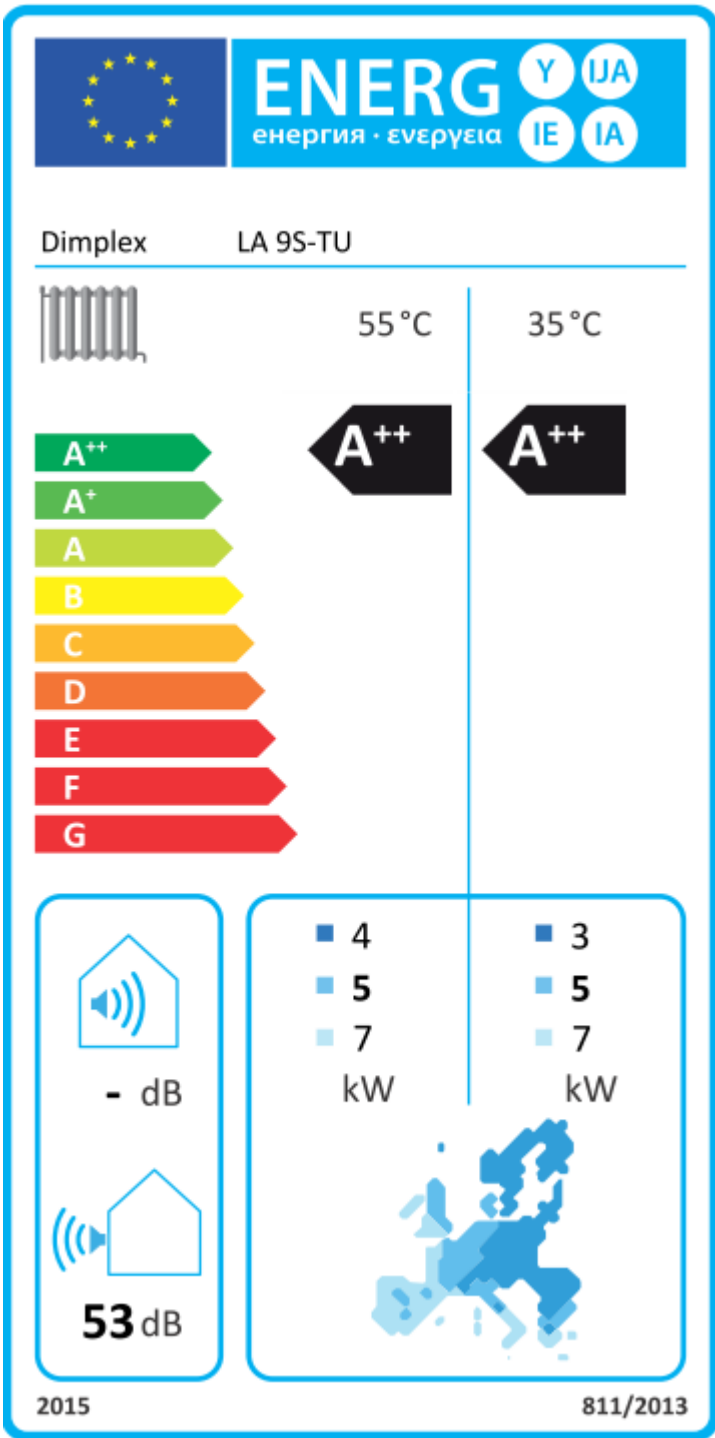 ENERG Y IJA
енергия · ενεργεια IE IA
Dimplex LA 9S-TU
55 °C 35 °C
A++ A++ A++
A+
A
B
C
D
E
F
G
4 3
5 5
7 7
kW kW
- dB
53 dB
2015 811/2013